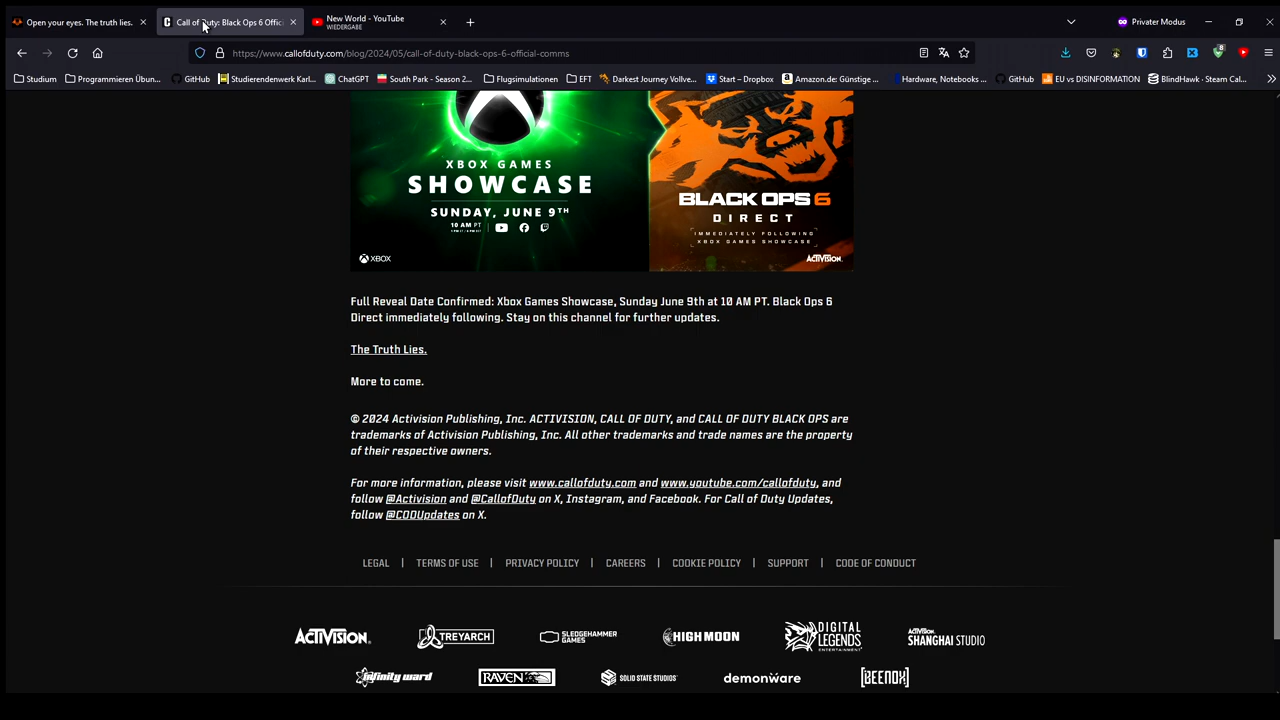 Open your eyes. The truth lies.
Call of Duty: Black Ops 6 Offici
New World - YouTube
WIEDERGABE
Privater Modus
https://www.callofduty.com/blog/2024/05/call-of-duty-black-ops-6-official-comms
8
Studium
Programmieren Übun...
GitHub
Studierendenwerk Karl...
ChatGPT
South Park - Season 2...
Flugsimulationen
EFT
Darkest Journey Vollve...
Start – Dropbox
Amazon.de: Günstige ...
Hardware, Notebooks ...
GitHub
EU vs DISINFORMATION
BlindHawk · Steam Cal...
XBOX GAMES
SHOWCASE
SUNDAY, JUNE 9TH
10 AM PT
XBOX
BLACK OPS 6
DIRECT
IMMEDIATELY FOLLOWING
XBOX GAMES SHOWCASE
ACTIVISION
Full Reveal Date Confirmed: Xbox Games Showcase, Sunday June 9th at 10 AM PT. Black Ops 6
Direct immediately following. Stay on this channel for further updates.
The Truth Lies.
More to come.
© 2024 Activision Publishing, Inc. ACTIVISION, CALL OF DUTY, and CALL OF DUTY BLACK OPS are
trademarks of Activision Publishing, Inc. All other trademarks and trade names are the property
of their respective owners.
For more information, please visit www.callofduty.com and www.youtube.com/callofduty, and
follow @Activision and @CallofDuty on X, Instagram, and Facebook. For Call of Duty Updates,
follow @CODUpdates on X.
LEGAL | TERMS OF USE | PRIVACY POLICY | CAREERS | COOKIE POLICY | SUPPORT | CODE OF CONDUCT
ACTIVISION
TREYARCH
SLEDGEHAMMER
GAMES
HIGH MOON
DIGITAL
LEGENDS
ENTERTAINMENT
ACTIVISION
SHANGHAI STUDIO
infinity ward
RAVEN
SOLID STATE STUDIOS
demonware
BEENOX